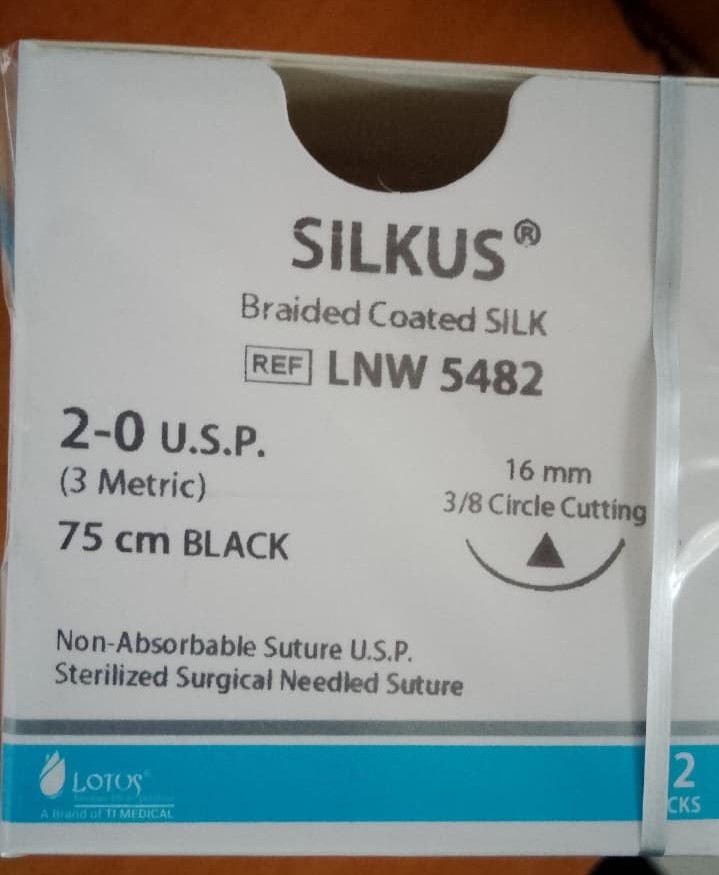 SILKUS®
Braided Coated SILK
REF LNW 5482
2-0 U.S.P.
(3 Metric)
75 cm BLACK
16 mm
3/8 Circle Cutting
Non-Absorbable Suture U.S.P.
Sterilized Surgical Needled Suture
LOTUS
A Brand of TI MEDICAL
2
CKS